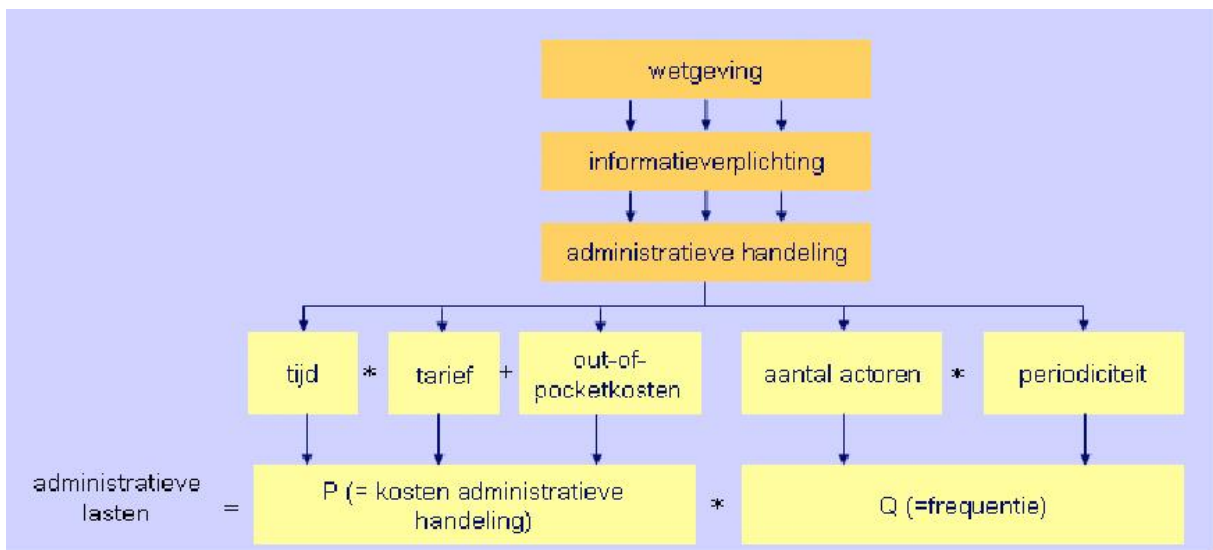 wetgeving
informatieverplichting
administratieve handeling
tijd * tarief + out-of-
pocketkosten
aantal actoren * periodiciteit
administratieve
lasten
= P (= kosten administratieve
handeling)
* Q (=frequentie)